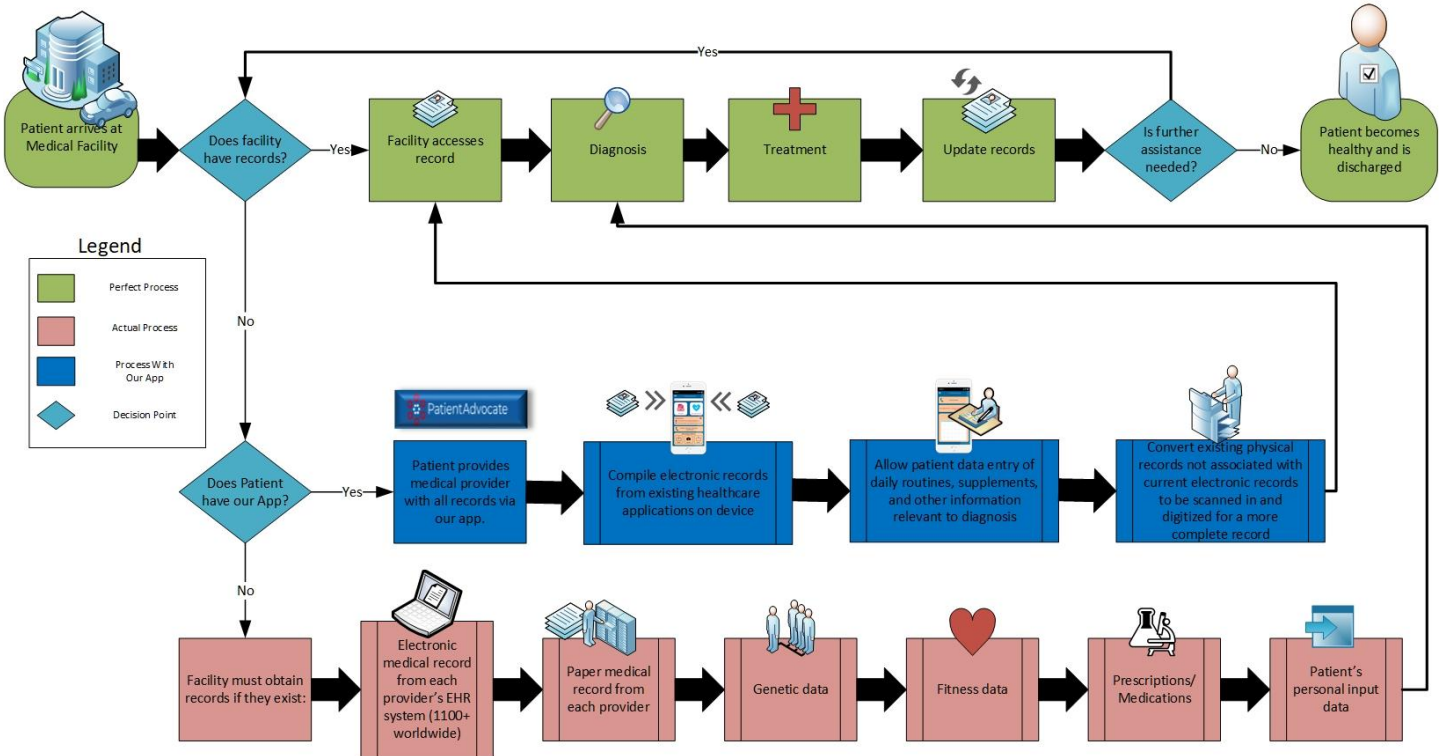 Yes
Patient arrives at
Medical Facility
Does facility
have records?
Yes
Facility accesses
record
Diagnosis
Treatment
Update records
Is further
assistance
needed?
No
Patient becomes
healthy and is
discharged
Legend
Perfect Process
Actual Process
Process With
Our App
Decision Point
No
PatientAdvocate
Does Patient
have our App?
Yes
Patient provides
medical provider
with all records via
our app.
Compile electronic records
from existing healthcare
applications on device
Allow patient data entry of
daily routines, supplements,
and other information
relevant to diagnosis
Convert existing physical
records not associated with
current electronic records
to be scanned in and
digitized for a more
complete record
No
Facility must obtain
records if they exist:
Electronic
medical record
from each
provider's EHR
system (1100+
worldwide)
Paper medical
record from
each provider
Genetic data
Fitness data
Prescriptions/
Medications
Patient's
personal input
data